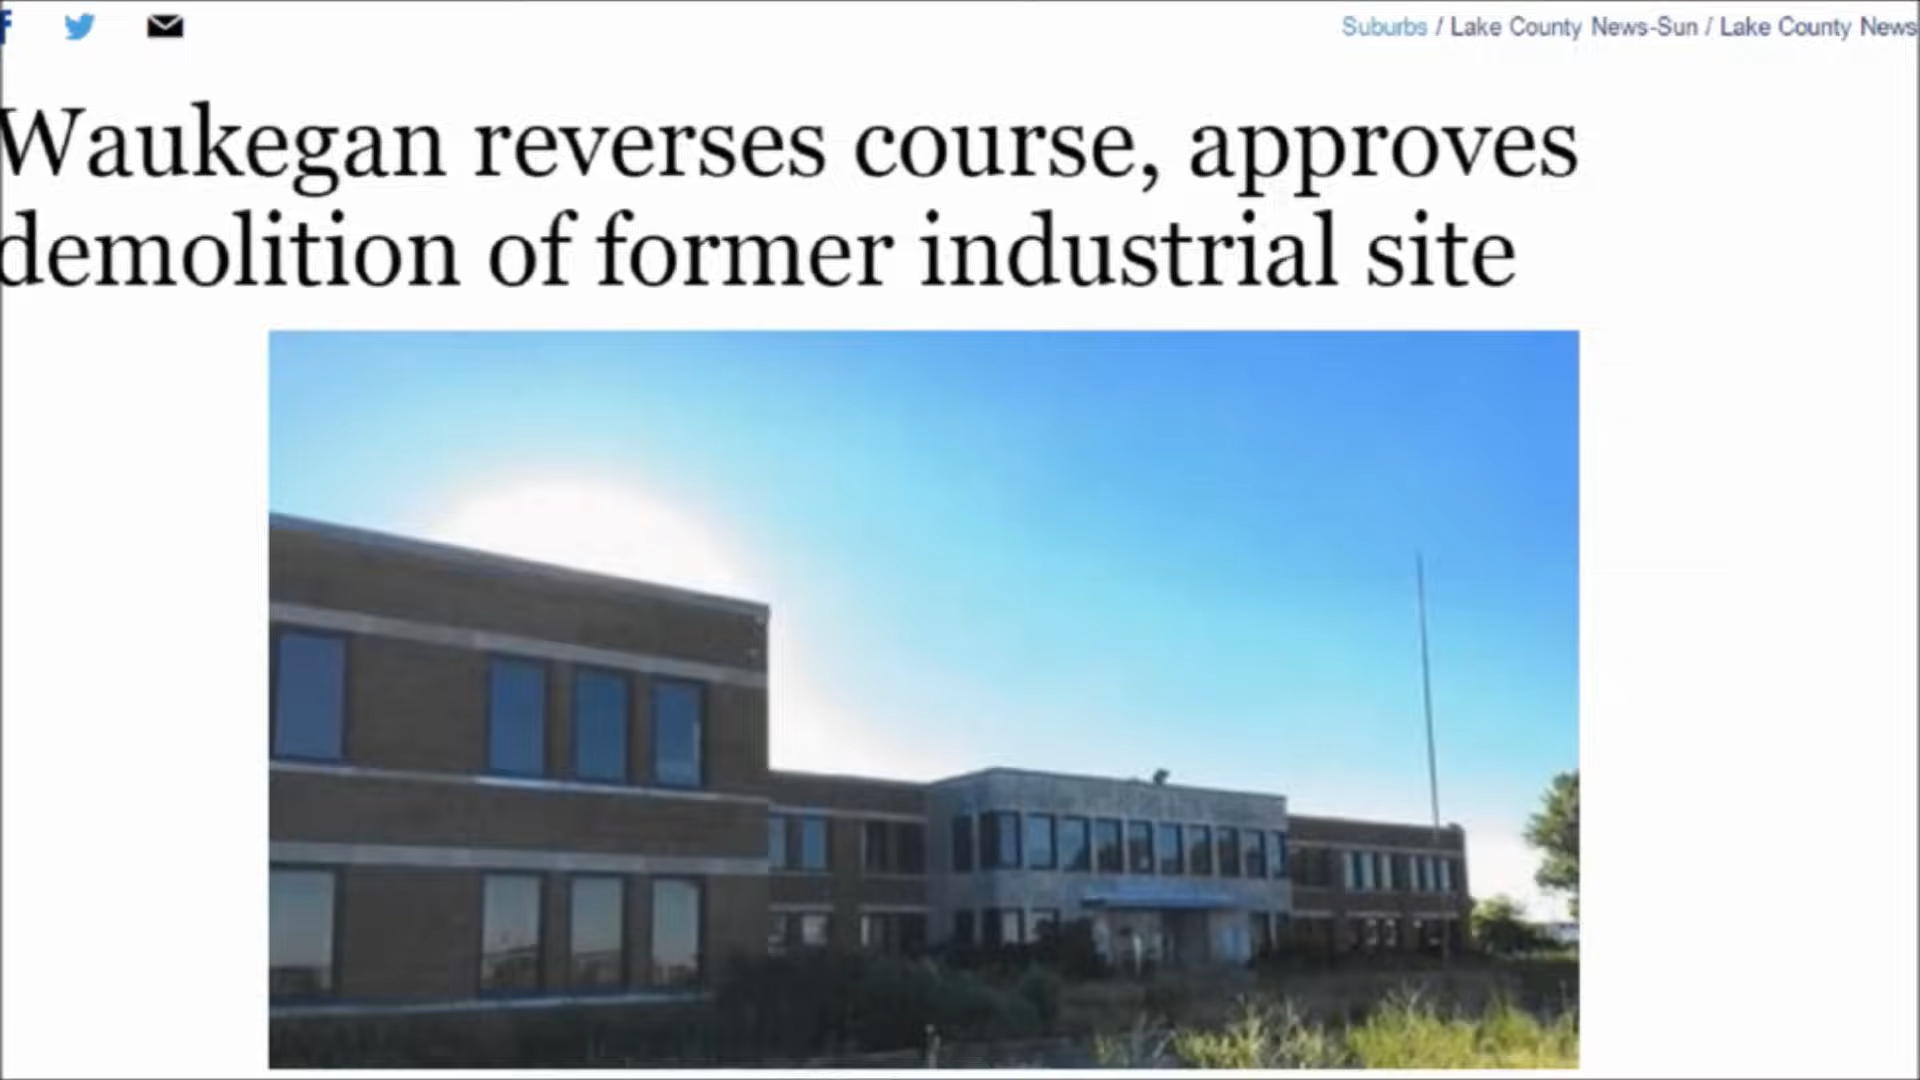 Suburbs / Lake County News-Sun / Lake County News
Waukegan reverses course, approves
demolition of former industrial site